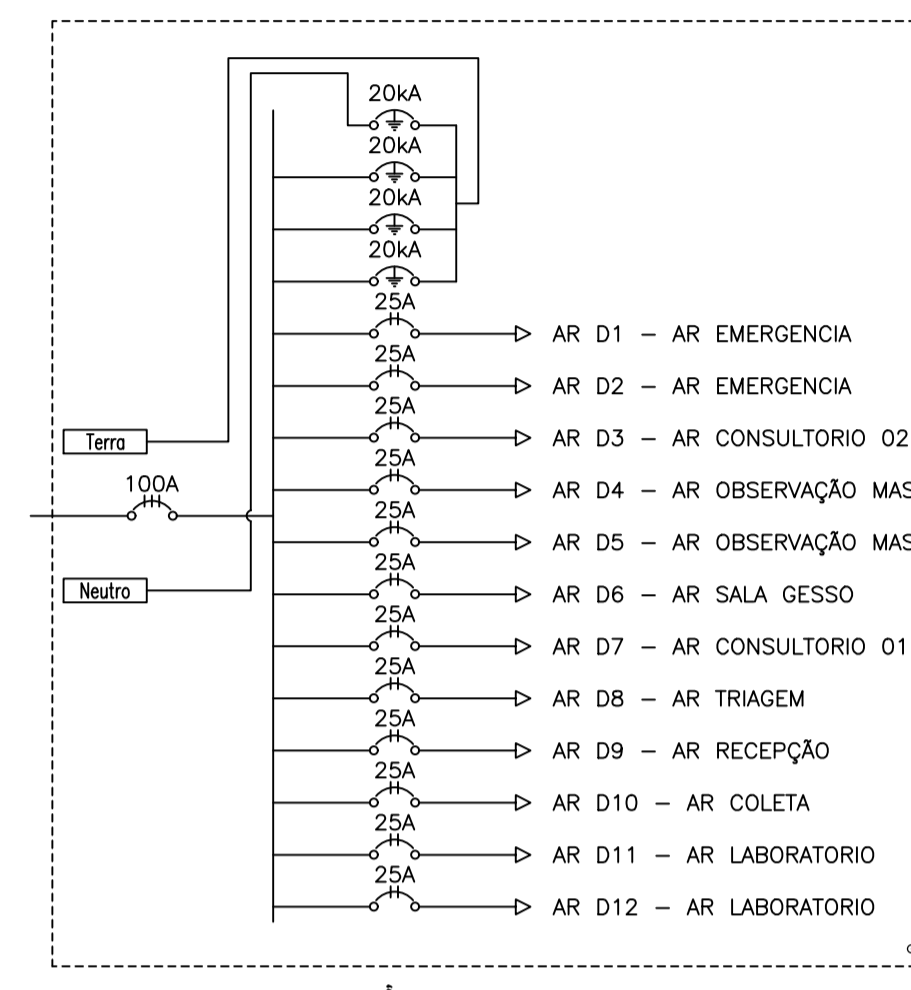 20kA
20kA
20kA
20kA
25A
AR D1 – AR EMERGENCIA
25A
AR D2 – AR EMERGENCIA
25A
Terra
AR D3 – AR CONSULTORIO 02
25A
100A
AR D4 – AR OBSERVAÇÃO MAS
25A
AR D5 – AR OBSERVAÇÃO MAS
25A
Neutro
AR D6 – AR SALA GESSO
25A
AR D7 – AR CONSULTORIO 01
25A
AR D8 – AR TRIAGEM
25A
AR D9 – AR RECEPÇÃO
25A
AR D10 – AR COLETA
25A
AR D11 – AR LABORATORIO
25A
AR D12 – AR LABORATORIO